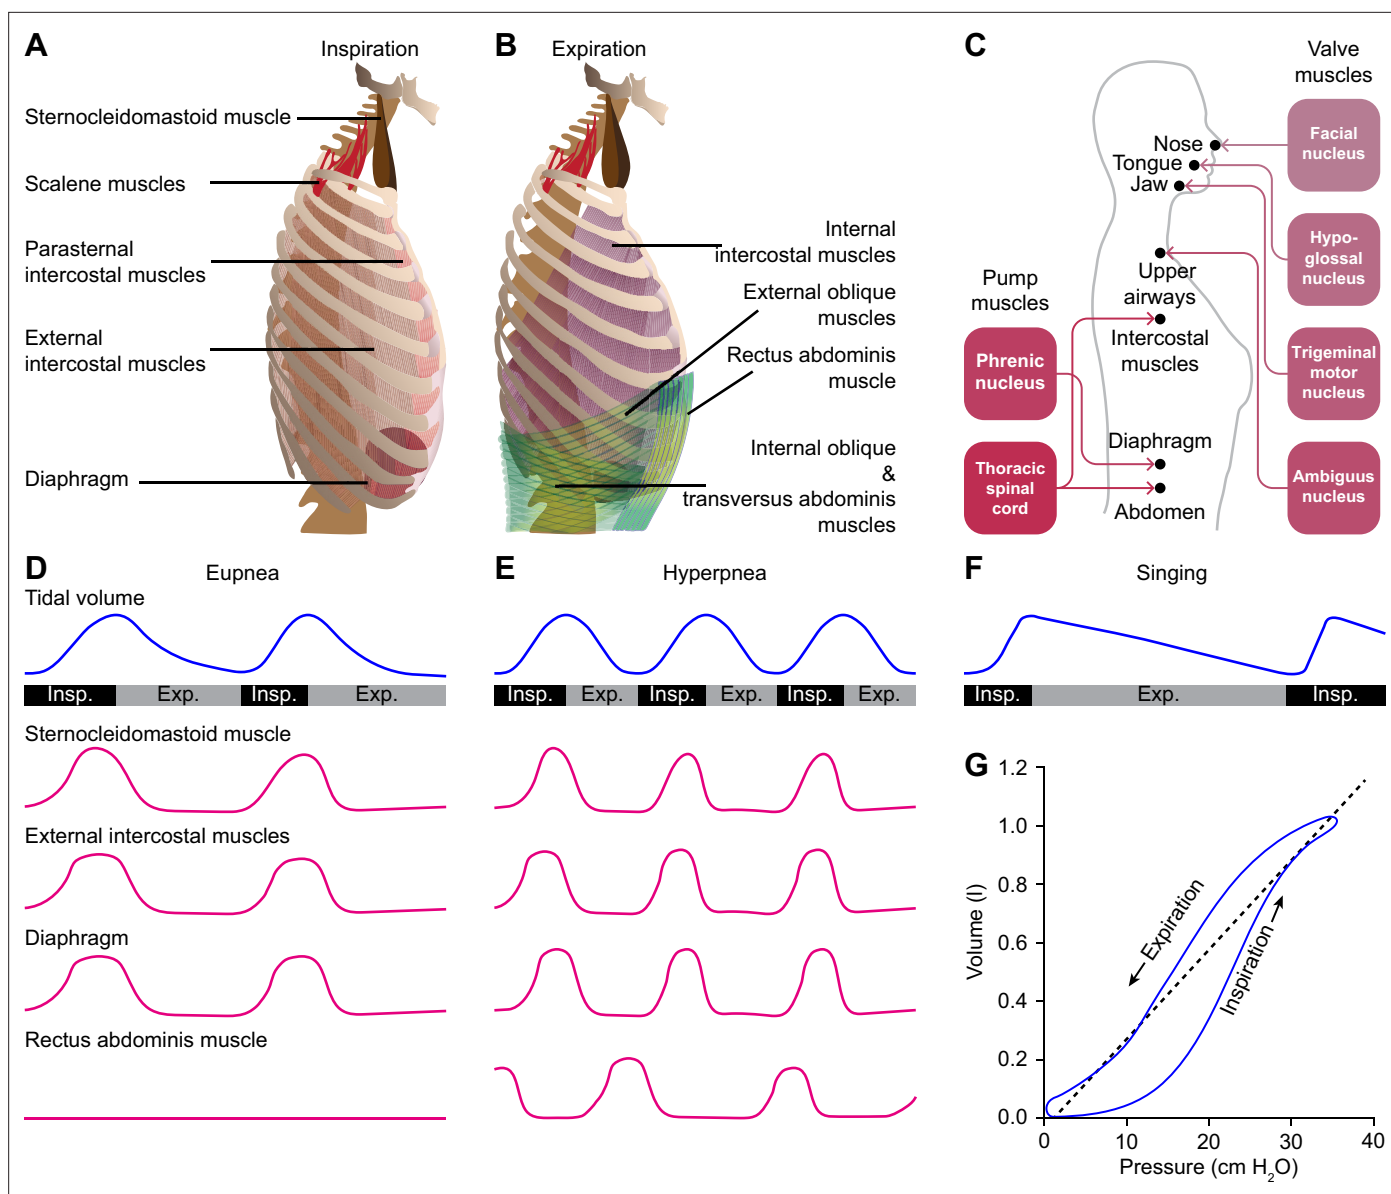 A
Inspiration
Sternocleidomastoid muscle
Scalene muscles
Parasternal
intercostal muscles
External
intercostal muscles
Diaphragm
B
Expiration
Internal
intercostal muscles
External oblique
muscles
Rectus abdominis
muscle
Internal oblique
&
transversus abdominis
muscles
C
Valve
muscles
Nose
Tongue
Jaw
Upper
airways
Intercostal
muscles
Diaphragm
Abdomen
Pump
muscles
Phrenic
nucleus
Thoracic
spinal
cord
Facial
nucleus
Hypo-
glossal
nucleus
Trigeminal
motor
nucleus
Ambiguus
nucleus
D
Eupnea
Tidal volume
Insp. Exp. Insp. Exp.
Sternocleidomastoid muscle
External intercostal muscles
Diaphragm
Rectus abdominis muscle
E
Hyperpnea
Insp. Exp. Insp. Exp. Insp. Exp.
F
Singing
Insp. Exp. Insp.
G
Volume (l)
1.2
1.0
0.8
0.6
0.4
0.2
0.0
Expiration
Inspiration
0 10 20 30 40
Pressure (cm H₂O)